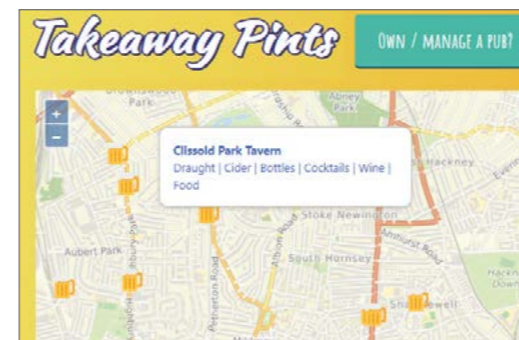 Takeaway Pints
OWN / MANAGE A PUB?
Park
Abney
Park
+
−
Clissold Park Tavern
Draught | Cider | Bottles | Cocktails | Wine |
Food
Hackney
Stoke Newington
Albion Road
Amhurst Road
Aubert Park
South Hornsey
Petherton Road